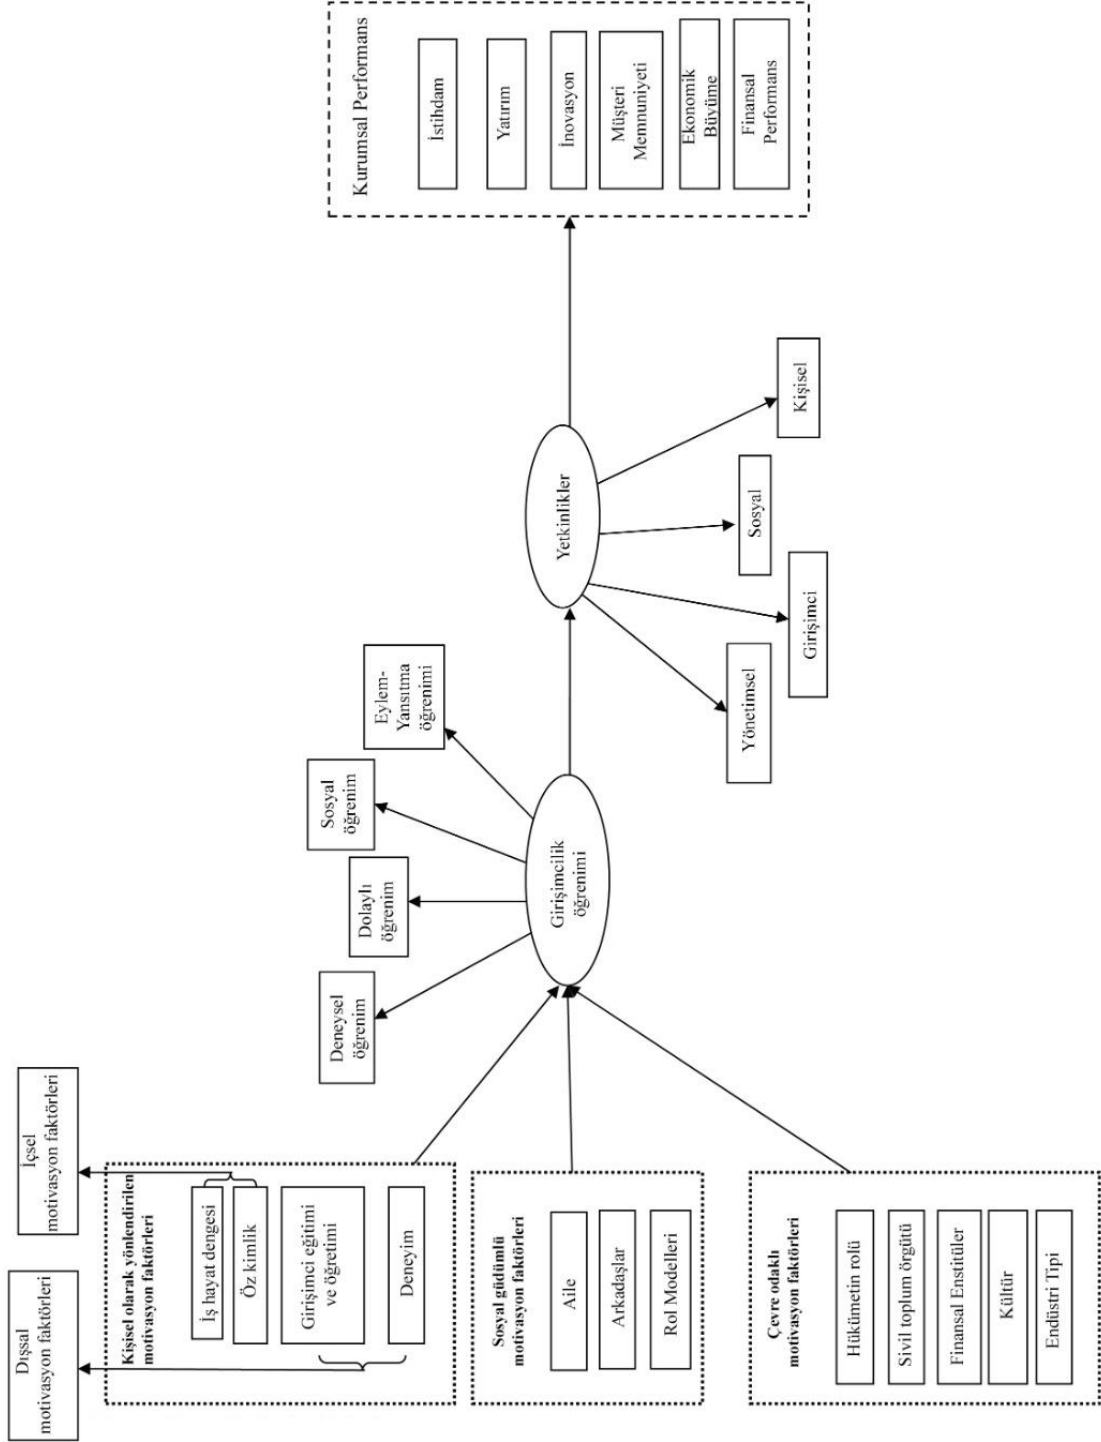 Dışsal
motivasyon faktörleri
İçsel
motivasyon faktörleri
Kişisel olarak yönlendirilen
motivasyon faktörleri
İş hayat dengesi
Öz kimlik
Girişimci eğitimi
ve öğretimi
Deneyim
Sosyal güdümlü
motivasyon faktörleri
Aile
Arkadaşlar
Rol Modelleri
Çevre odaklı
motivasyon faktörleri
Hükümetin rolü
Sivil toplum örgütü
Finansal Enstitüler
Kültür
Endüstri Tipi
Deneysel
öğrenim
Dolaylı
öğrenim
Sosyal
öğrenim
Eylem-
Yansıtma
öğrenimi
Girişimcilik
öğrenimi
Yetkinlikler
Yönetimsel
Girişimci
Sosyal
Kişisel
Kurumsal Performans
İstihdam
Yatırım
İnovasyon
Müşteri
Memnuniyeti
Ekonomik
Büyüme
Finansal
Performans